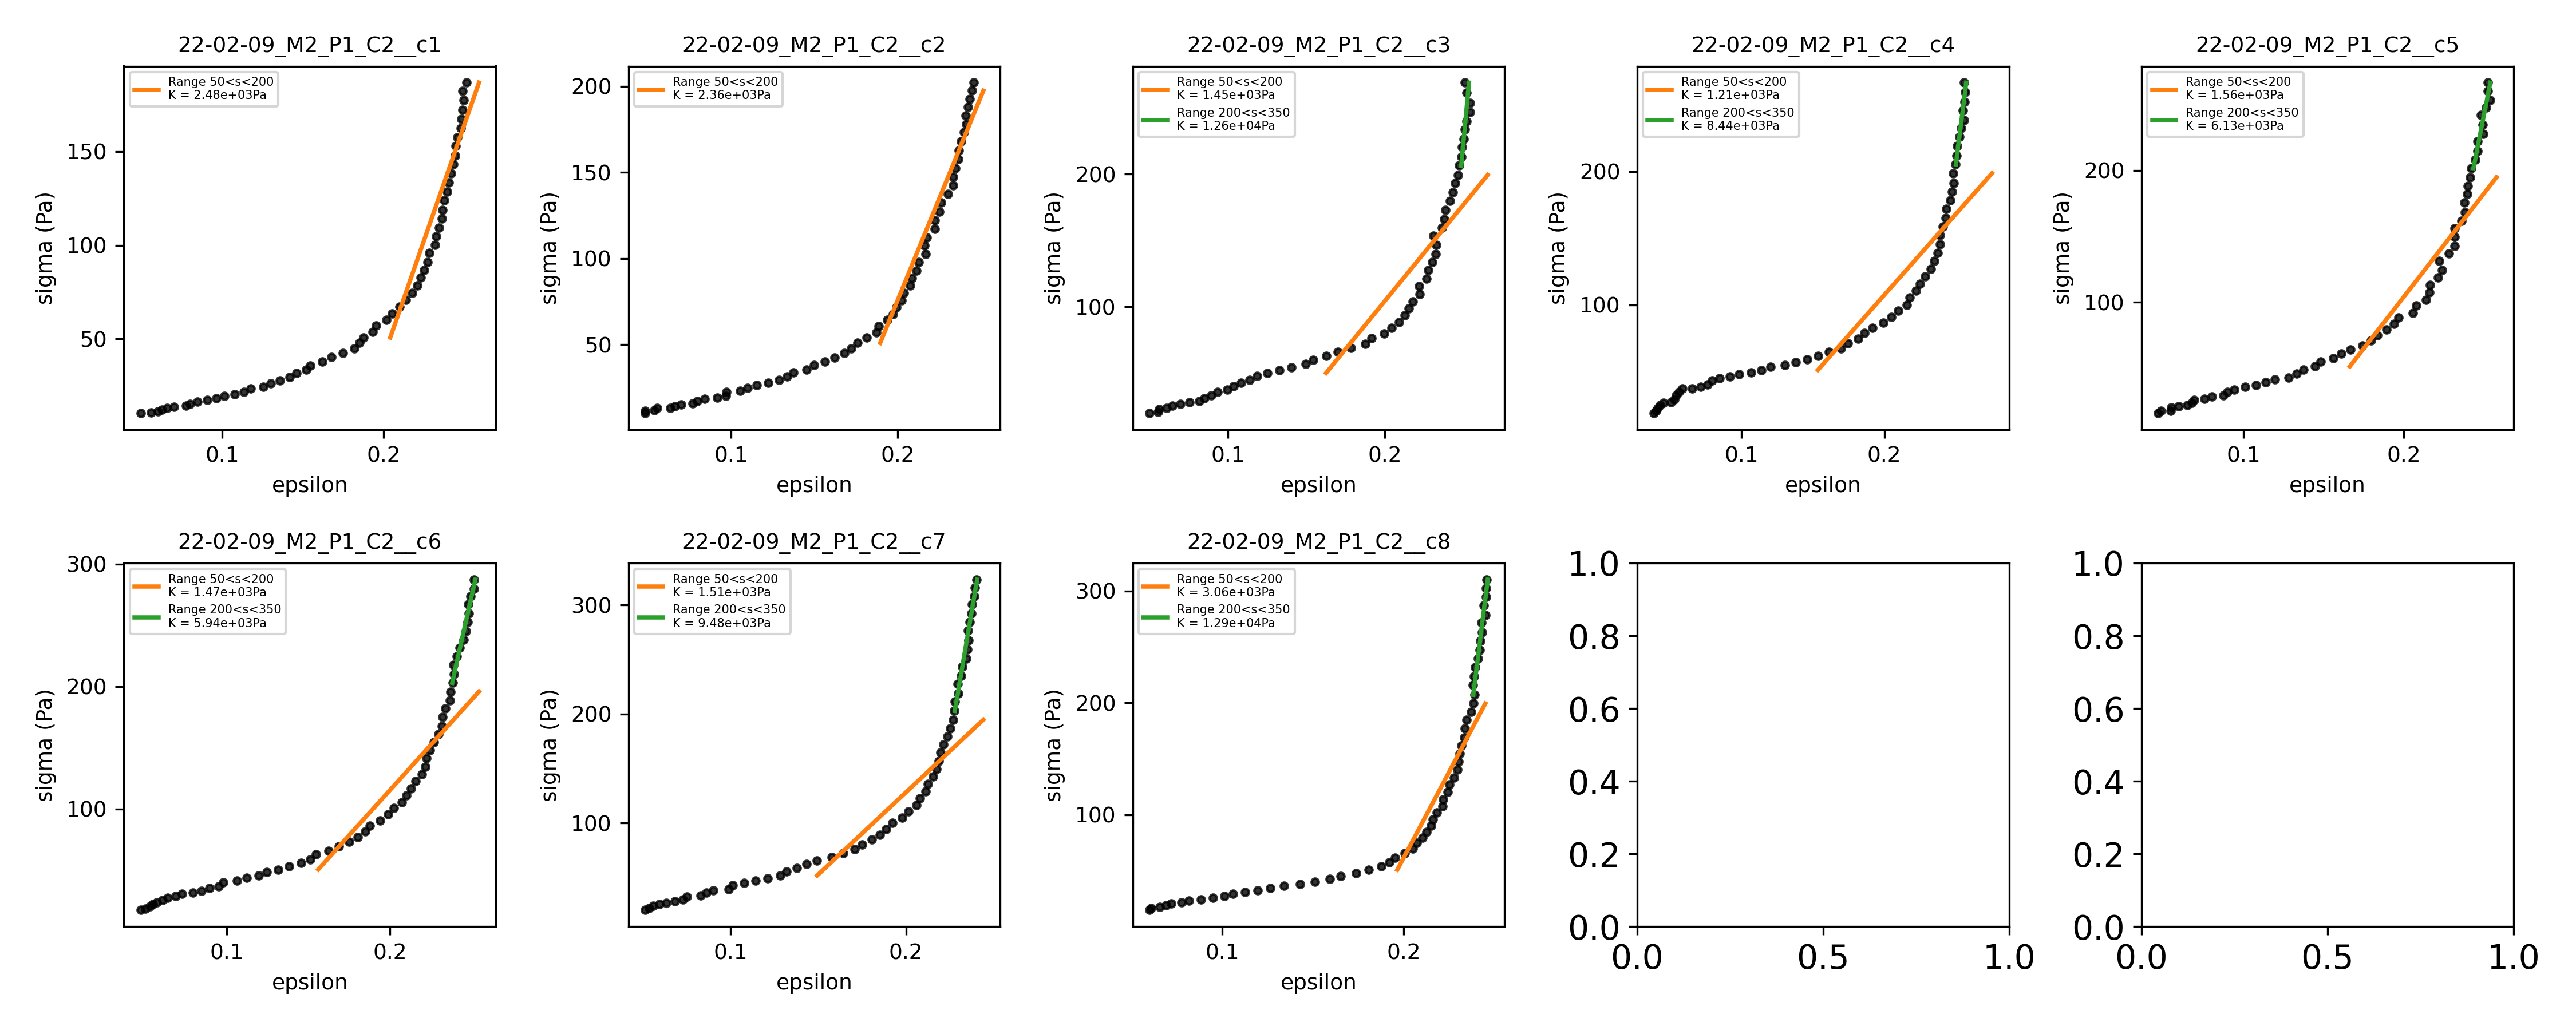 22-02-09_M2_P1_C2__c1
Range 50<s<200
K = 2.48e+03Pa
150
100
50
sigma (Pa)
0.1 0.2
epsilon
22-02-09_M2_P1_C2__c2
Range 50<s<200
K = 2.36e+03Pa
200
150
100
50
sigma (Pa)
0.1 0.2
epsilon
22-02-09_M2_P1_C2__c3
Range 50<s<200
K = 1.45e+03Pa
Range 200<s<350
K = 1.26e+04Pa
200
100
sigma (Pa)
0.1 0.2
epsilon
22-02-09_M2_P1_C2__c4
Range 50<s<200
K = 1.21e+03Pa
Range 200<s<350
K = 8.44e+03Pa
200
100
sigma (Pa)
0.1 0.2
epsilon
22-02-09_M2_P1_C2__c5
Range 50<s<200
K = 1.56e+03Pa
Range 200<s<350
K = 6.13e+03Pa
200
100
sigma (Pa)
0.1 0.2
epsilon
22-02-09_M2_P1_C2__c6
Range 50<s<200
K = 1.47e+03Pa
Range 200<s<350
K = 5.94e+03Pa
300
200
100
sigma (Pa)
0.1 0.2
epsilon
22-02-09_M2_P1_C2__c7
Range 50<s<200
K = 1.51e+03Pa
Range 200<s<350
K = 9.48e+03Pa
300
200
100
sigma (Pa)
0.1 0.2
epsilon
22-02-09_M2_P1_C2__c8
Range 50<s<200
K = 3.06e+03Pa
Range 200<s<350
K = 1.29e+04Pa
300
200
100
sigma (Pa)
0.1 0.2
epsilon
1.0
0.8
0.6
0.4
0.2
0.0
0.0 0.5 1.0
1.0
0.8
0.6
0.4
0.2
0.0
0.0 0.5 1.0